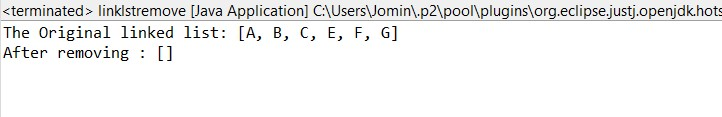 <terminated> linklstremove [Java Application] C:\Users\Jomin\.p2\pool\plugins\org.eclipse.justj.openjdk.hots
The Original linked list: [A, B, C, E, F, G]
After removing : []